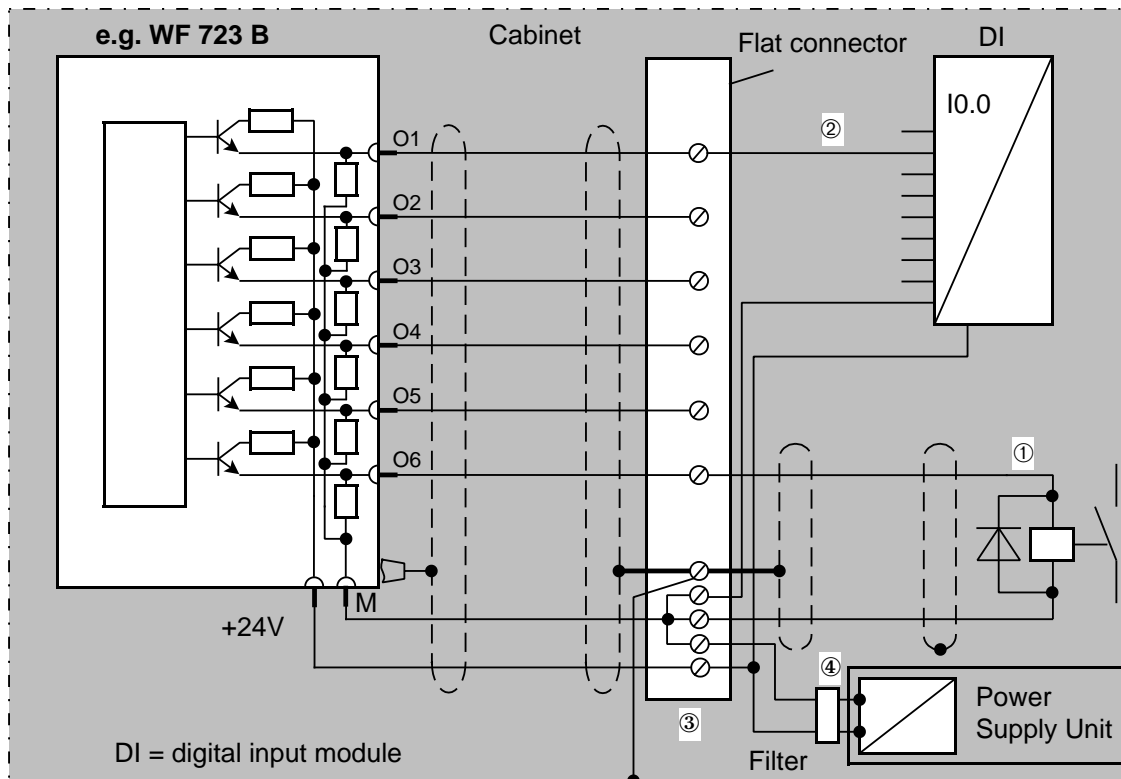 e.g. WF 723 B
Cabinet
Flat connector
DI
I0.0
②
O1
O2
O3
O4
O5
O6
①
M
+24V
④
③
Power
Supply Unit
Filter
DI = digital input module